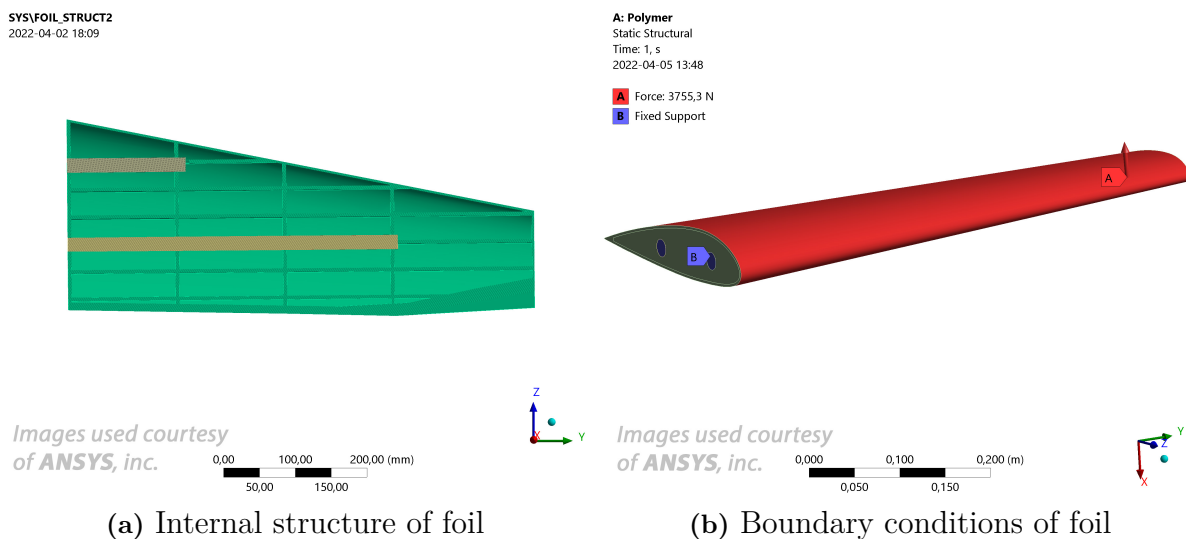 SYS\FOIL_STRUCT2
2022-04-02 18:09
X
Z
Y
Images used courtesy
of ANSYS, inc.
0,00
100,00
200,00 (mm)
50,00
150,00
(a) Internal structure of foil
A: Polymer
Static Structural
Time: 1, s
2022-04-05 13:48
A Force: 3755,3 N
B Fixed Support
A
B
Y
Z
X
Images used courtesy
of ANSYS, inc.
0,000
0,100
0,200 (m)
0,050
0,150
(b) Boundary conditions of foil